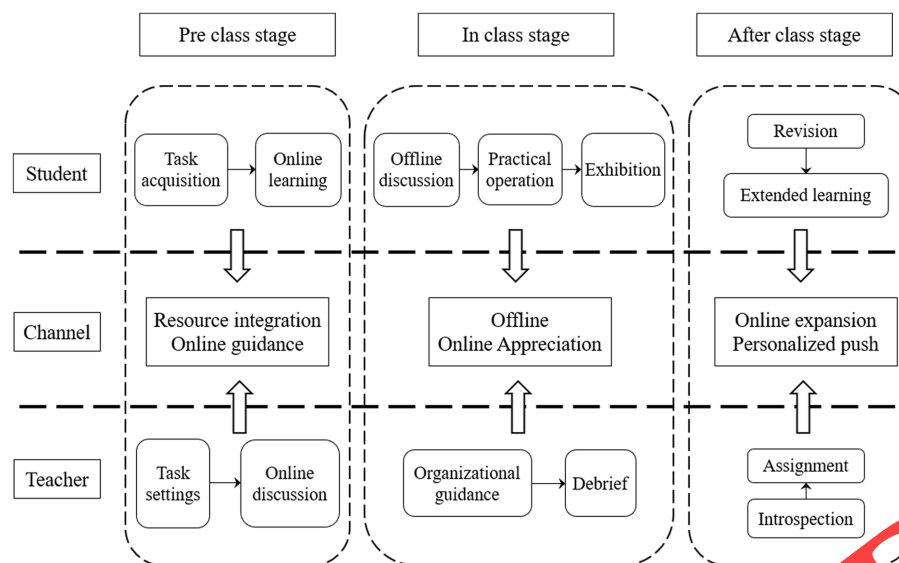 Pre class stage
In class stage
After class stage
Student
Task
acquisition
Online
learning
Offline
discussion
Practical
operation
Exhibition
Revision
Extended learning
Channel
Resource integration
Online guidance
Offline
Online Appreciation
Online expansion
Personalized push
Teacher
Task
settings
Online
discussion
Organizational
guidance
Debrief
Assignment
Introspection